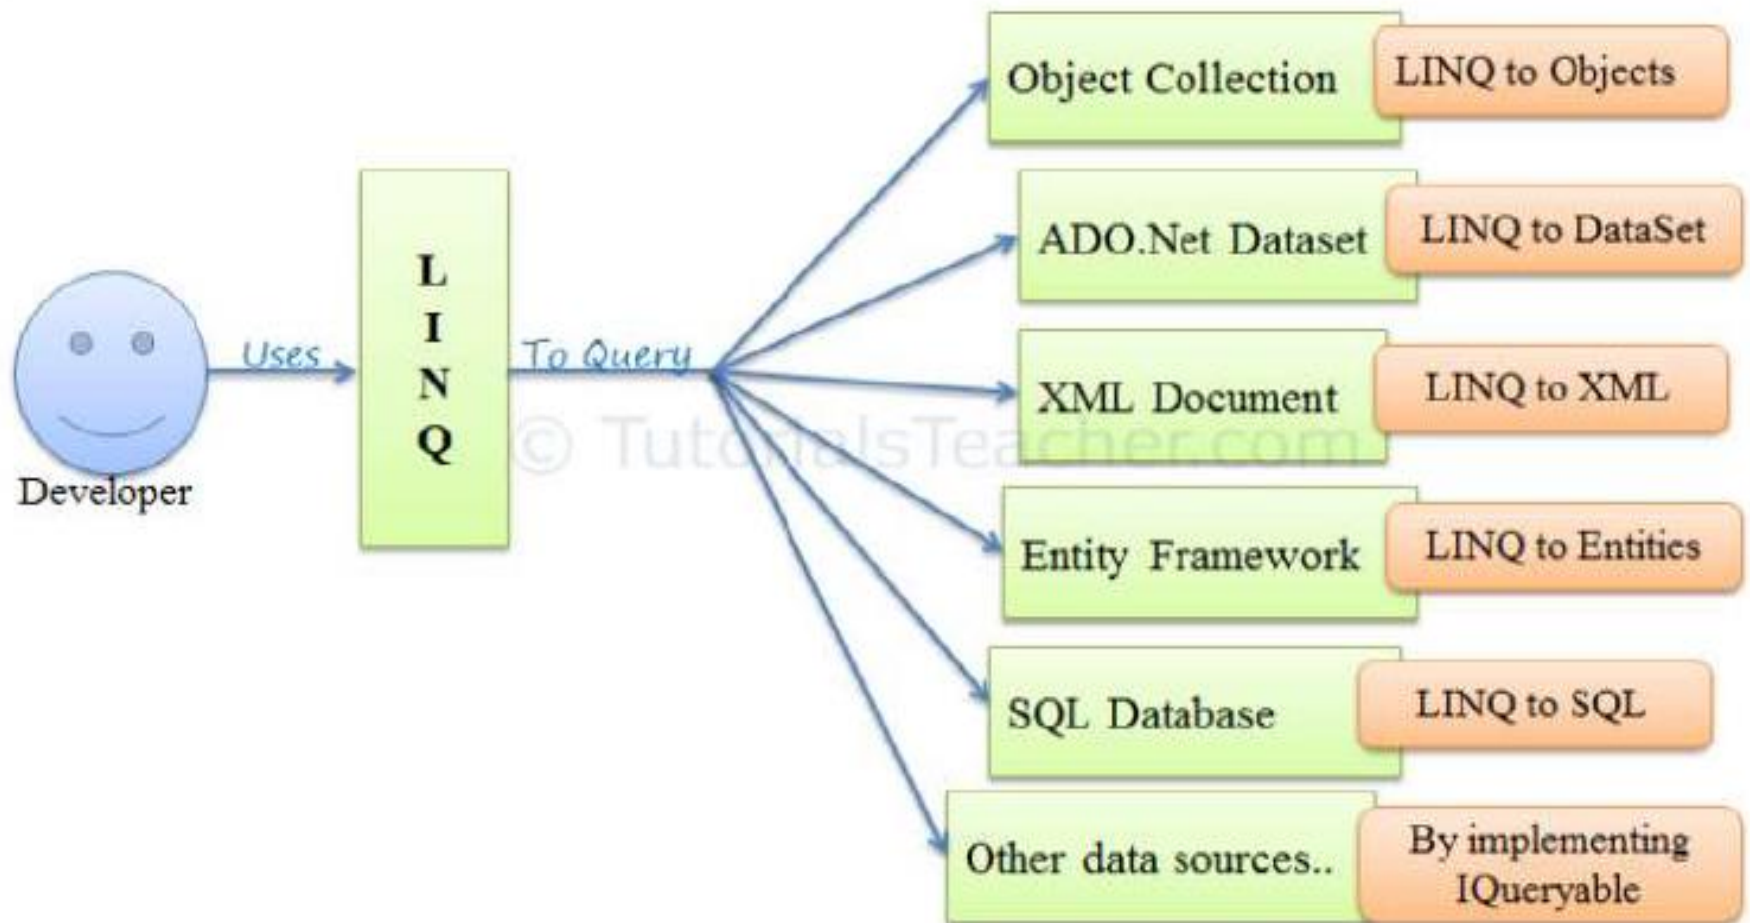 Object Collection
LINQ to Objects
ADO.Net Dataset
LINQ to DataSet
L
I
N
Q
Uses
To Query
XML Document
LINQ to XML
© TutorialsTeacher.com
Developer
Entity Framework
LINQ to Entities
SQL Database
LINQ to SQL
Other data sources..
By implementing
IQueryable